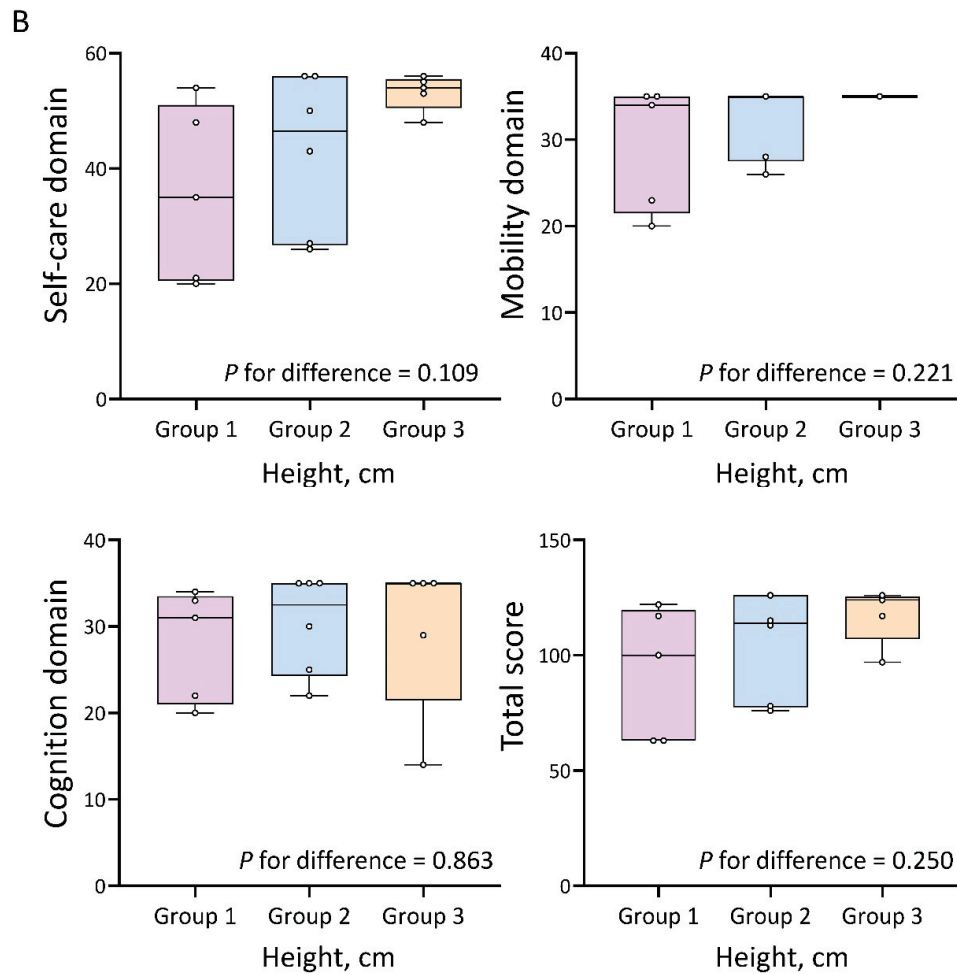 B
Self-care domain
60
40
20
0
P for difference = 0.109
Group 1 Group 2 Group 3
Height, cm
Mobility domain
40
30
20
10
0
P for difference = 0.221
Group 1 Group 2 Group 3
Height, cm
Cognition domain
40
30
20
10
0
P for difference = 0.863
Group 1 Group 2 Group 3
Height, cm
Total score
150
100
50
0
P for difference = 0.250
Group 1 Group 2 Group 3
Height, cm